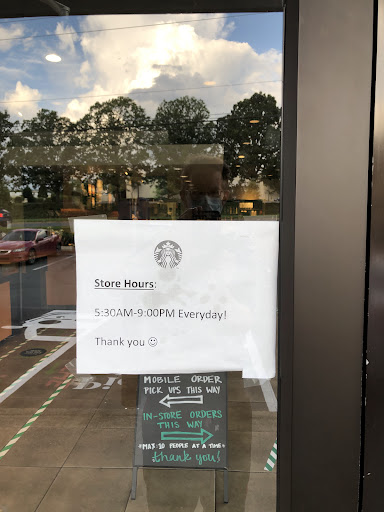 Store Hours:
5:30AM-9:00PM Everyday!
Thank you ☺
MOBILE ORDER
PICK UPS THIS WAY
IN-STORE ORDERS
THIS WAY
*MAX 10 PEOPLE AT A TIME*
thank you!